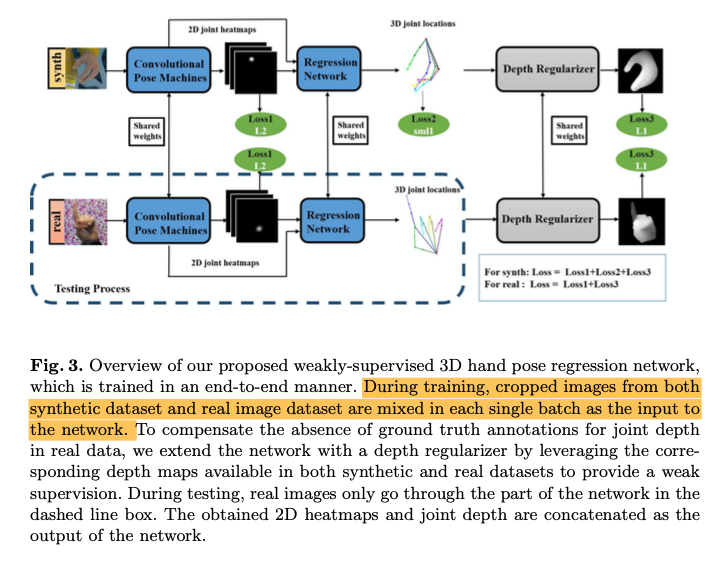 2D joint heatmaps
3D joint locations
synth
Convolutional
Pose Machines
Regression
Network
Depth Regularizer
Shared
weights
Loss1
L2
Shared
weights
Loss2
sml1
Shared
weights
Loss3
L1
Loss1
L2
Loss3
L1
real
Convolutional
Pose Machines
Regression
Network
3D joint locations
Depth Regularizer
2D joint heatmaps
Testing Process
For synth: Loss = Loss1+Loss2+Loss3
For real : Loss = Loss1+Loss3
Fig. 3. Overview of our proposed weakly-supervised 3D hand pose regression network,
which is trained in an end-to-end manner. During training, cropped images from both
synthetic dataset and real image dataset are mixed in each single batch as the input to
the network. To compensate the absence of ground truth annotations for joint depth
in real data, we extend the network with a depth regularizer by leveraging the corre-
sponding depth maps available in both synthetic and real datasets to provide a weak
supervision. During testing, real images only go through the part of the network in the
dashed line box. The obtained 2D heatmaps and joint depth are concatenated as the
output of the network.